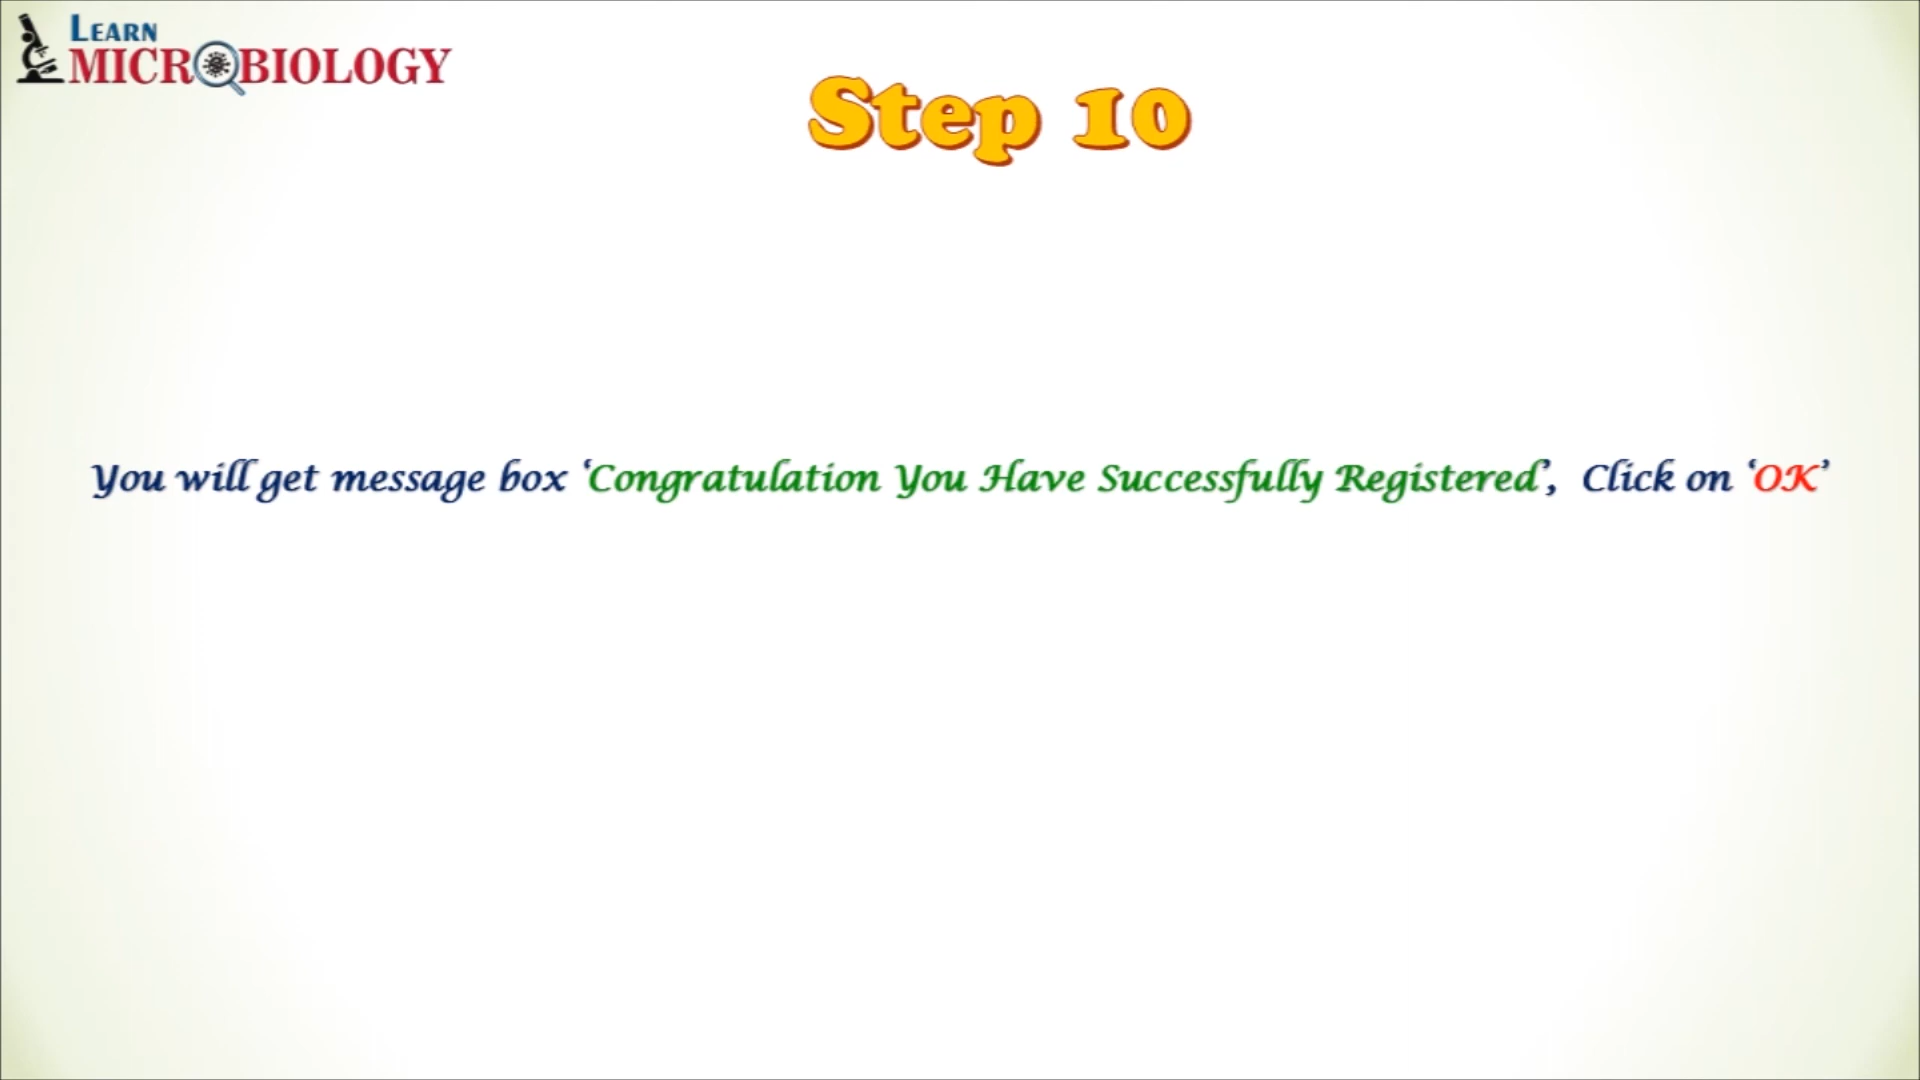 LEARN
MICROBIOLOGY
Step 10
You will get message box ‘Congratulation You Have Successfully Registered’, Click on ‘OK’